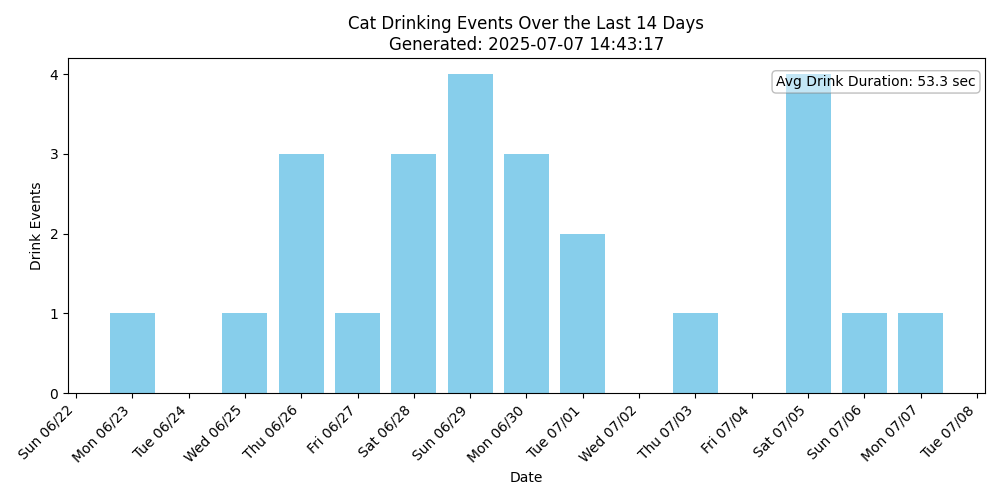 Cat Drinking Events Over the Last 14 Days
Generated: 2025-07-07 14:43:17
Avg Drink Duration: 53.3 sec
Drink Events
4
3
2
1
0
Sun 06/22
Mon 06/23
Tue 06/24
Wed 06/25
Thu 06/26
Fri 06/27
Sat 06/28
Sun 06/29
Mon 06/30
Tue 07/01
Wed 07/02
Thu 07/03
Fri 07/04
Sat 07/05
Sun 07/06
Mon 07/07
Tue 07/08
Date